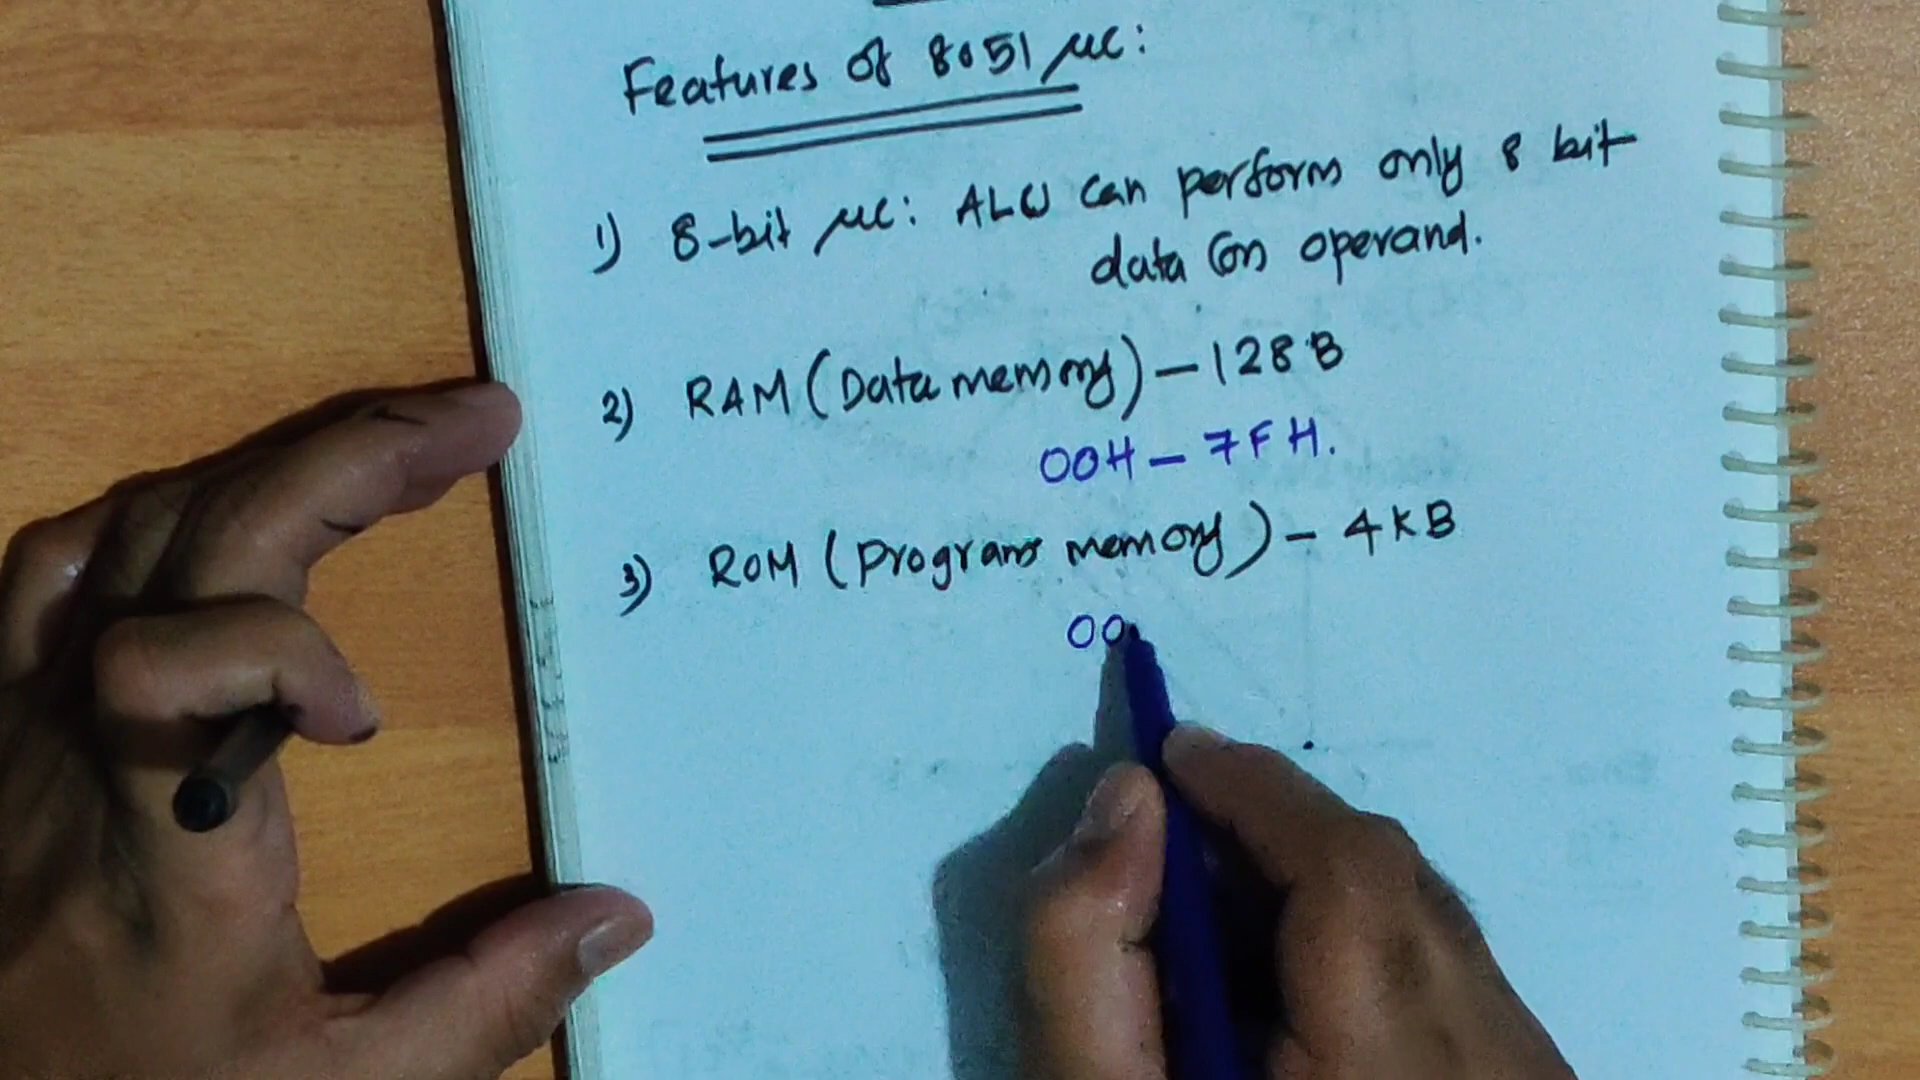 Features of 8051 μc:
1) 8-bit μc: ALU can perform only 8 bit
data (or) operand.
2) RAM (Data memory) - 128 B
00H - 7FH.
3) ROM (Program memory) - 4KB
00